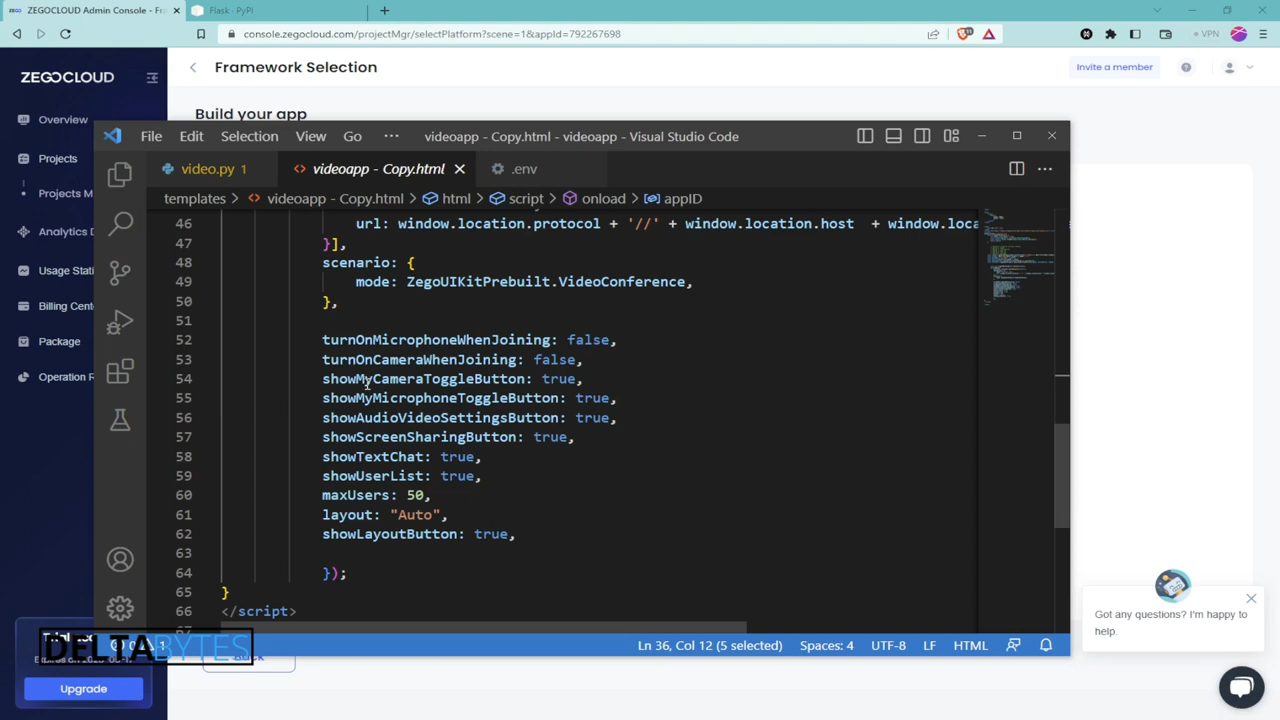 ZEGOCLOUD Admin Console - Fra
Flask · PyPI
console.zegocloud.com/projectMgr/selectPlatform?scene=1&appId=792267698
VPN
ZEGOCLOUD
Framework Selection
Invite a member
Build your app
Overview
Projects
Projects M
Analytics D
Usage Stati
Billing Cente
Package
Operation R
File Edit Selection View Go ··· videoapp - Copy.html - videoapp - Visual Studio Code
video.py 1 videoapp - Copy.html .env
templates > videoapp - Copy.html > html > script > onload > appID
46 url: window.location.protocol + '//' + window.location.host + window.loca
47 }],
48 scenario: {
49 mode: ZegoUIKitPrebuilt.VideoConference,
50 },
51
52 turnOnMicrophoneWhenJoining: false,
53 turnOnCameraWhenJoining: false,
54 showMyCameraToggleButton: true,
55 showMyMicrophoneToggleButton: true,
56 showAudioVideoSettingsButton: true,
57 showScreenSharingButton: true,
58 showTextChat: true,
59 showUserList: true,
60 maxUsers: 50,
61 layout: "Auto",
62 showLayoutButton: true,
63
64 });
65 }
66 </script>
67
Ln 36, Col 12 (5 selected) Spaces: 4 UTF-8 LF HTML
DELTABYTES
Upgrade
Got any questions? I'm happy to
help.